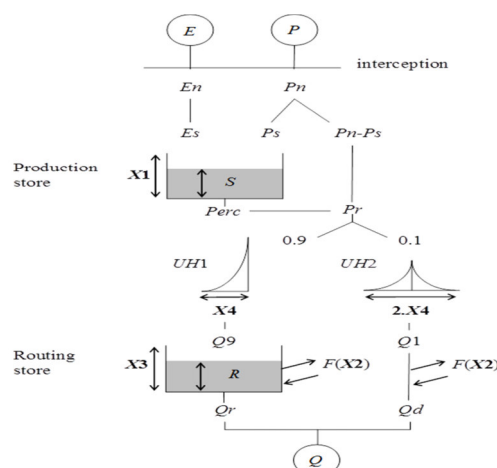 E P
interception
En Pn
Es Ps Pn-Ps
Production
store
X1 S
Perc Pr
0.9 0.1
UH1 UH2
X4 2.X4
Q9 Q1
Routing
store
X3 R F(X2) F(X2)
Qr Qd
Q